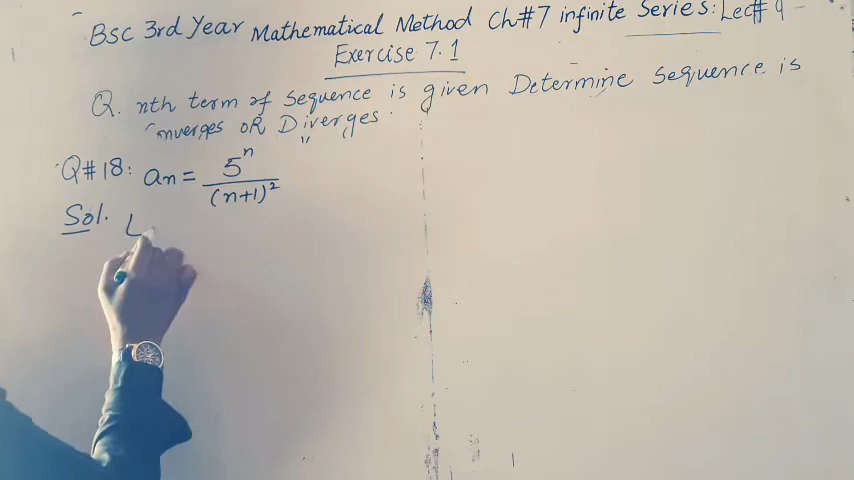 Bsc 3rd Year Mathematical Method Ch#7 infinite Series: Lec# 9
Exercise 7.1
Q. nth term of sequence is given Determine sequence is
Converges OR Diverges.
Q#18: an = 5^n / (n+1)^2
Sol. L